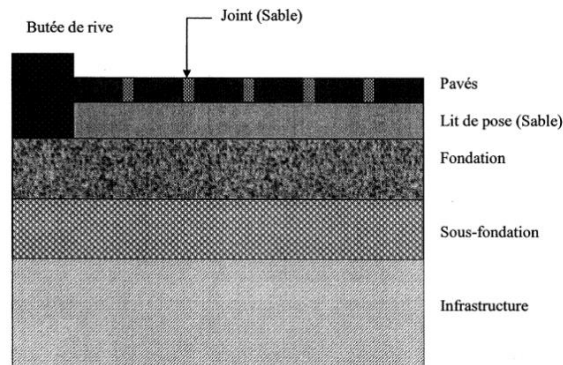 Joint (Sable)
Butée de rive
Pavés
Lit de pose (Sable)
Fondation
Sous-fondation
Infrastructure